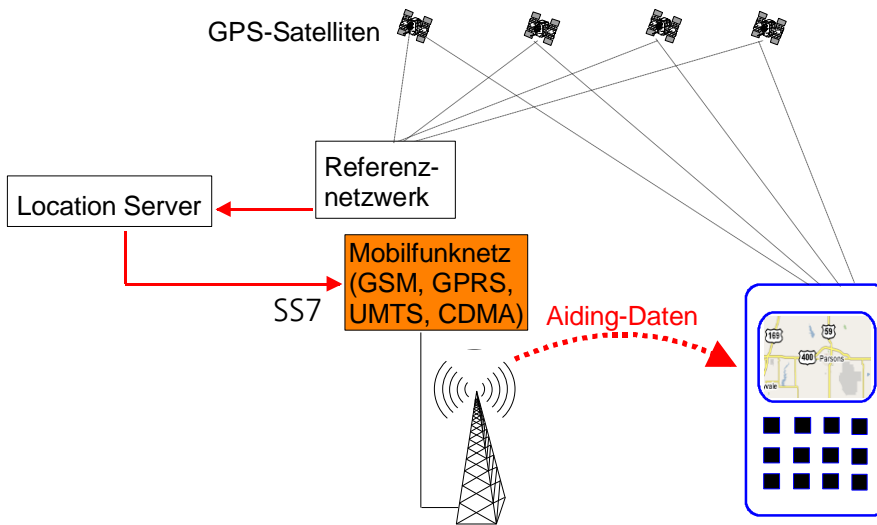 GPS-Satelliten
Referenz-
netzwerk
Location Server
Mobilfunknetz
(GSM, GPRS,
UMTS, CDMA)
SS7
Aiding-Daten
169
59
400
Parsons